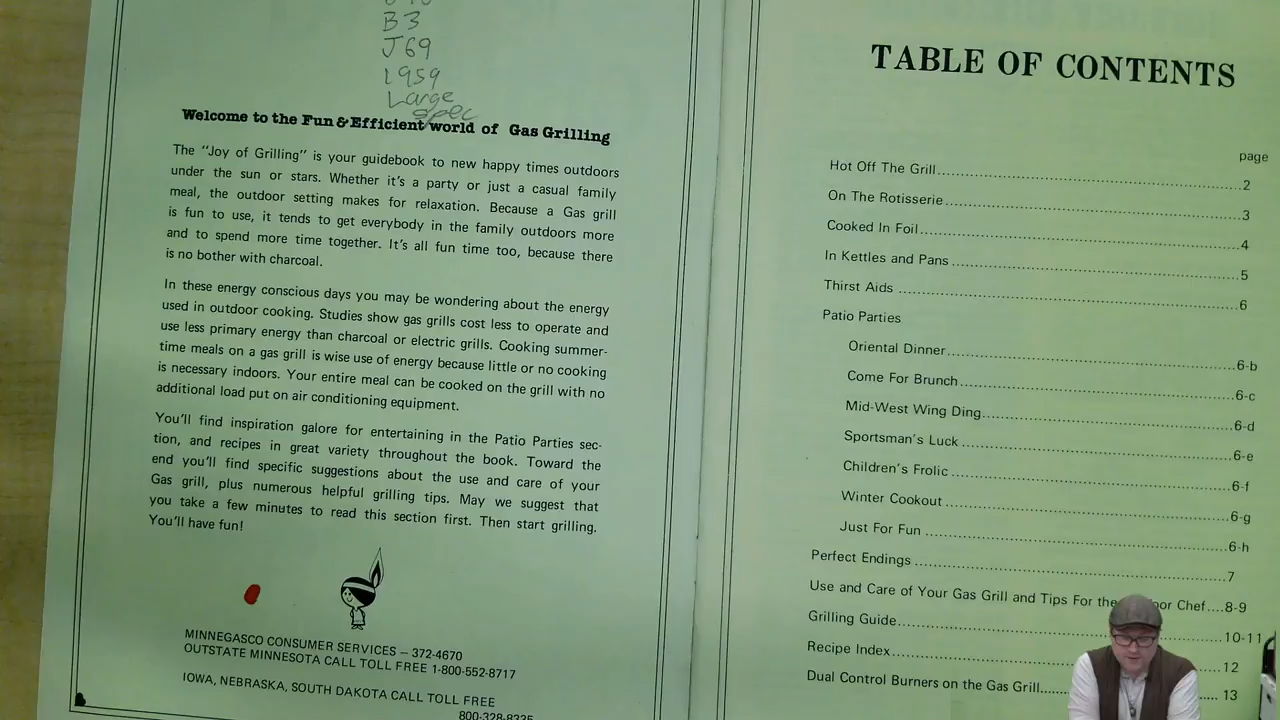 B3
J69
1959
Large
Spec
Welcome to the Fun & Efficient world of Gas Grilling
The "Joy of Grilling" is your guidebook to new happy times outdoors
under the sun or stars. Whether it's a party or just a casual family
meal, the outdoor setting makes for relaxation. Because a Gas grill
is fun to use, it tends to get everybody in the family outdoors more
and to spend more time together. It's all fun time too, because there
is no bother with charcoal.
In these energy conscious days you may be wondering about the energy
used in outdoor cooking. Studies show gas grills cost less to operate and
use less primary energy than charcoal or electric grills. Cooking summer-
time meals on a gas grill is wise use of energy because little or no cooking
is necessary indoors. Your entire meal can be cooked on the grill with no
additional load put on air conditioning equipment.
You'll find inspiration galore for entertaining in the Patio Parties sec-
tion, and recipes in great variety throughout the book. Toward the
end you'll find specific suggestions about the use and care of your
Gas grill, plus numerous helpful grilling tips. May we suggest that
you take a few minutes to read this section first. Then start grilling.
You'll have fun!
MINNEGASCO CONSUMER SERVICES – 372-4670
OUTSTATE MINNESOTA CALL TOLL FREE 1-800-552-8717
IOWA, NEBRASKA, SOUTH DAKOTA CALL TOLL FREE
800-328-8325
TABLE OF CONTENTS
page
Hot Off The Grill 2
On The Rotisserie 3
Cooked In Foil 4
In Kettles and Pans 5
Thirst Aids 6
Patio Parties
Oriental Dinner 6-b
Come For Brunch 6-c
Mid-West Wing Ding 6-d
Sportsman's Luck 6-e
Children's Frolic 6-f
Winter Cookout 6-g
Just For Fun 6-h
Perfect Endings 7
Use and Care of Your Gas Grill and Tips For the Chef 8-9
Grilling Guide 10-11
Recipe Index 12
Dual Control Burners on the Gas Grill 13